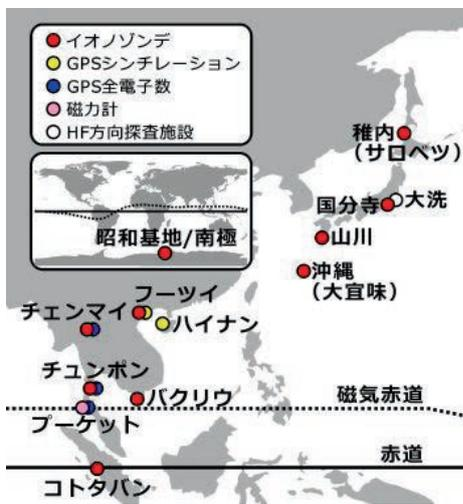 イオノゾンデ
GPSシンチレーション
GPS全電子数
磁力計
HF方向探査施設
稚内
(サロベツ)
大洗
国分寺
昭和基地/南極
山川
沖縄
(大宜味)
フーツイ
チェンマイ
ハイナン
チュンポン
バクリウ
磁気赤道
プーケット
赤道
コトタバン